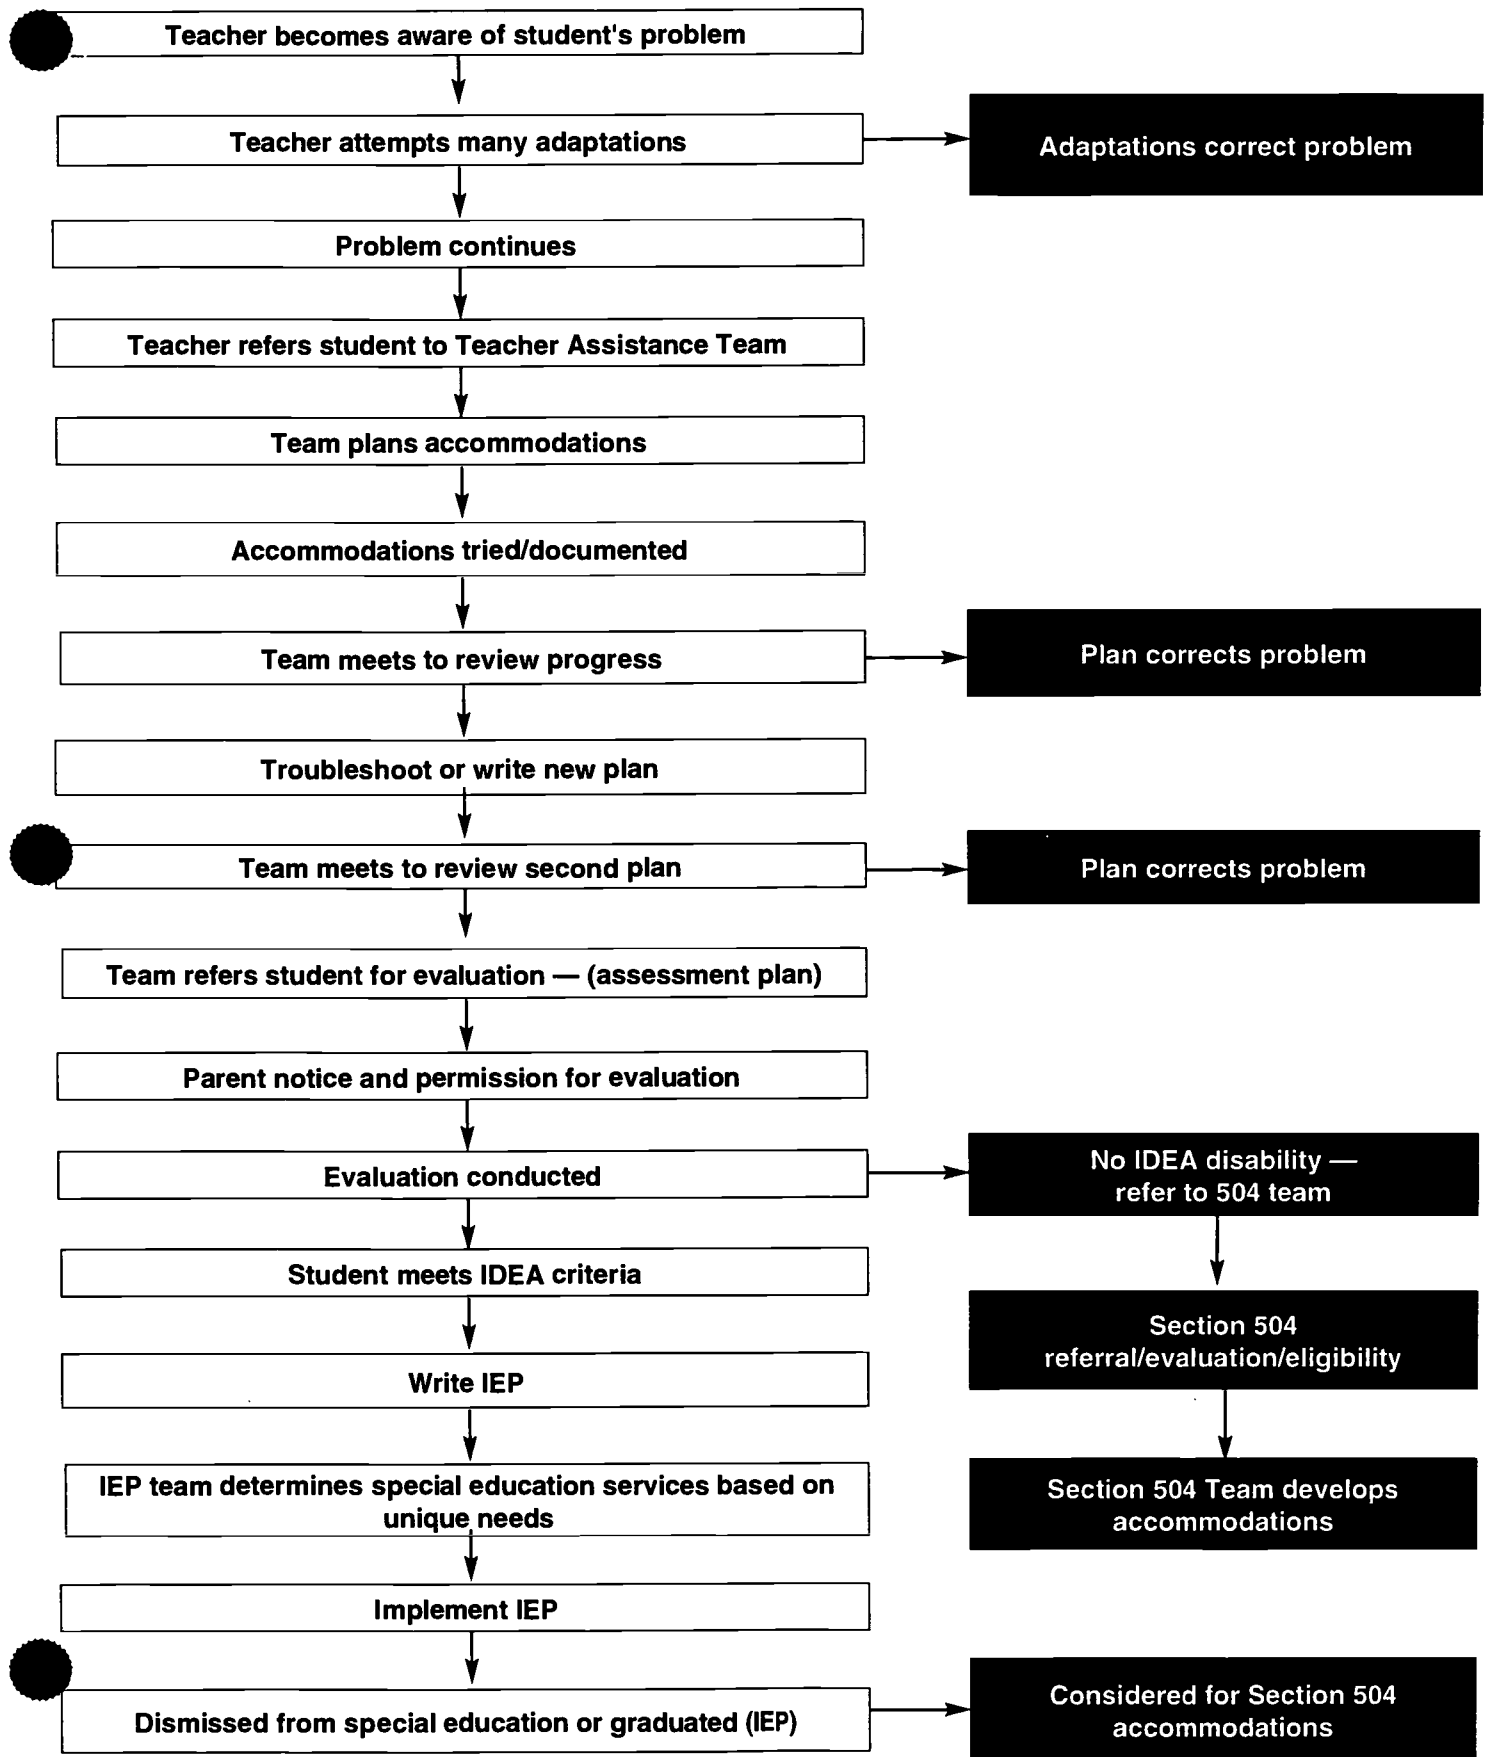 Teacher becomes aware of student's problem
Teacher attempts many adaptations
Adaptations correct problem
Problem continues
Teacher refers student to Teacher Assistance Team
Team plans accommodations
Accommodations tried/documented
Team meets to review progress
Plan corrects problem
Troubleshoot or write new plan
Team meets to review second plan
Plan corrects problem
Team refers student for evaluation — (assessment plan)
Parent notice and permission for evaluation
Evaluation conducted
No IDEA disability —
refer to 504 team
Student meets IDEA criteria
Section 504
referral/evaluation/eligibility
Write IEP
IEP team determines special education services based on
unique needs
Section 504 Team develops
accommodations
Implement IEP
Dismissed from special education or graduated (IEP)
Considered for Section 504
accommodations